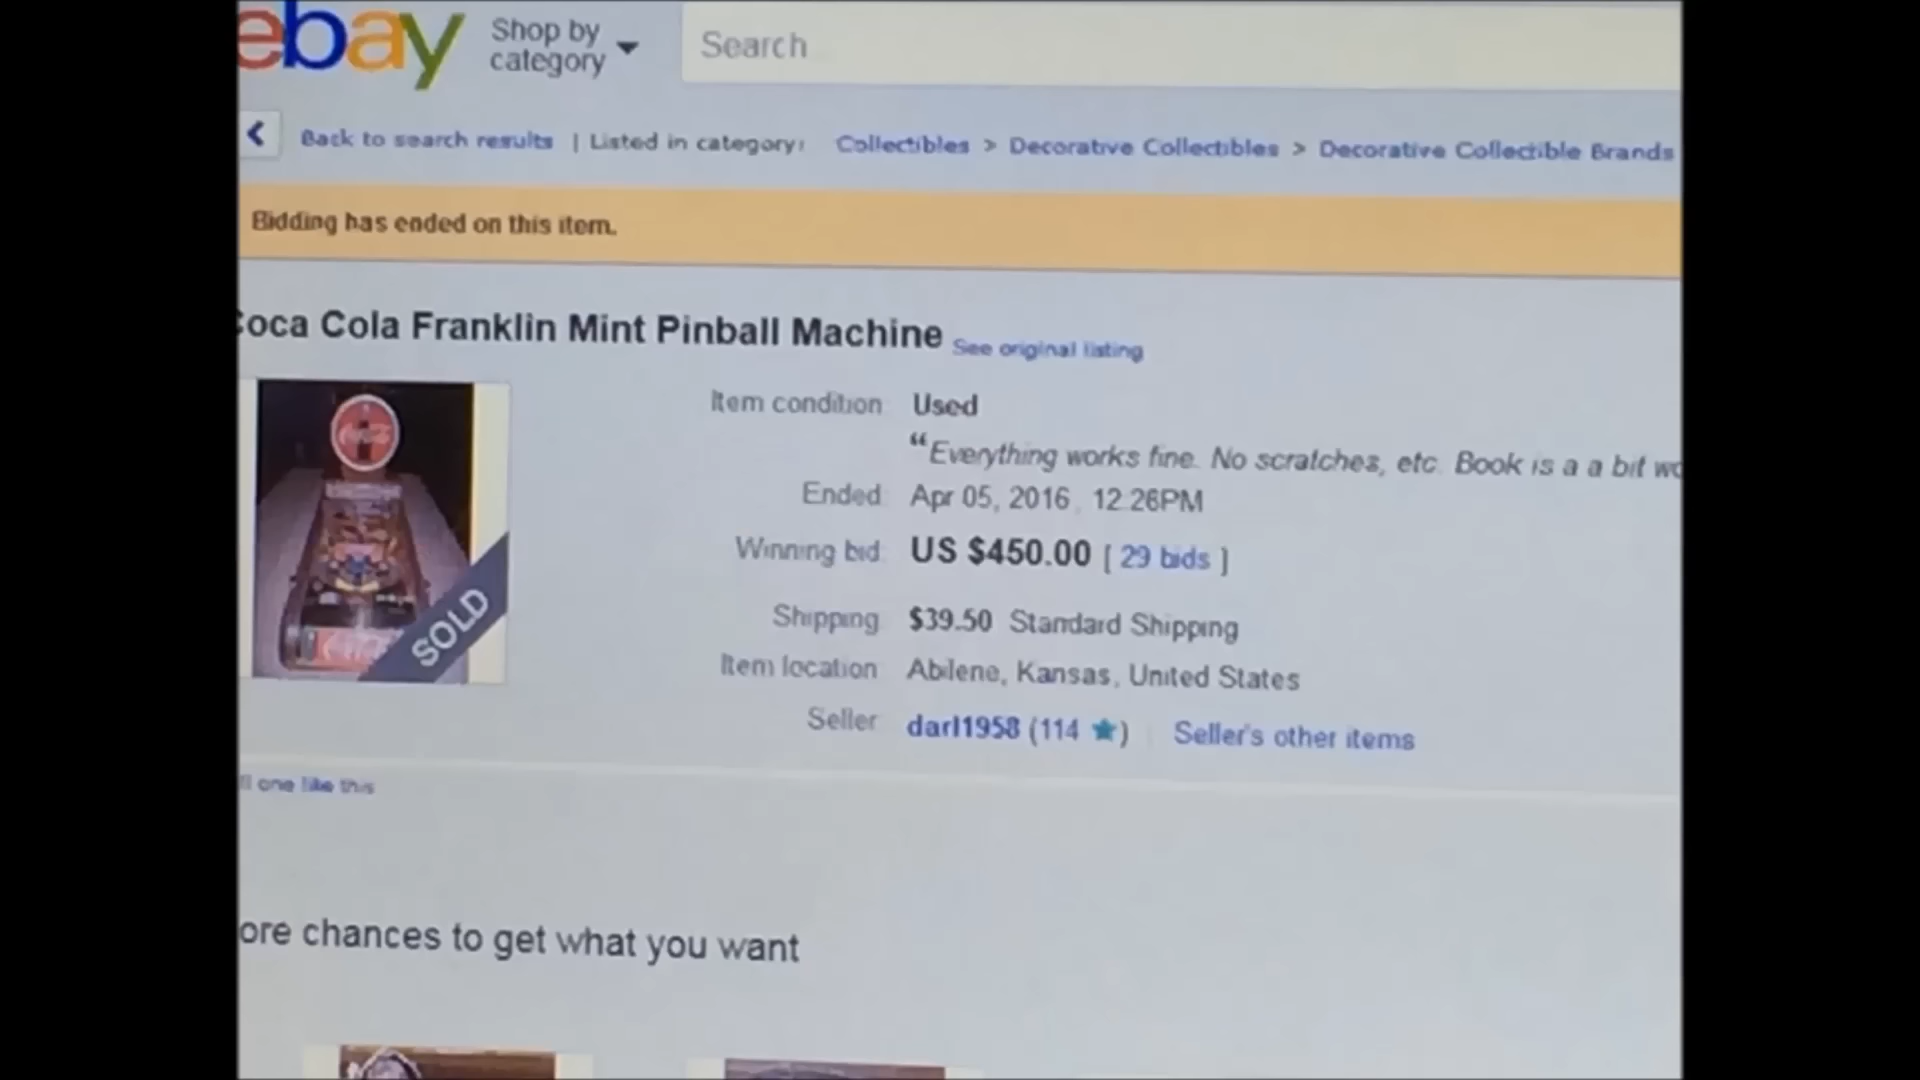 ebay Shop by category Search
Back to search results | Listed in category: Collectibles > Decorative Collectibles > Decorative Collectible Brands
Bidding has ended on this item.
Coca Cola Franklin Mint Pinball Machine See original listing
Item condition: Used
“Everything works fine. No scratches, etc. Book is a a bit wo
Ended: Apr 05, 2016 , 12:26PM
Winning bid: US $450.00 [ 29 bids ]
Shipping: $39.50 Standard Shipping
Item location: Abilene, Kansas, United States
Seller: darl1958 (114 ★) | Seller's other items
SOLD
ll one like this
ore chances to get what you want